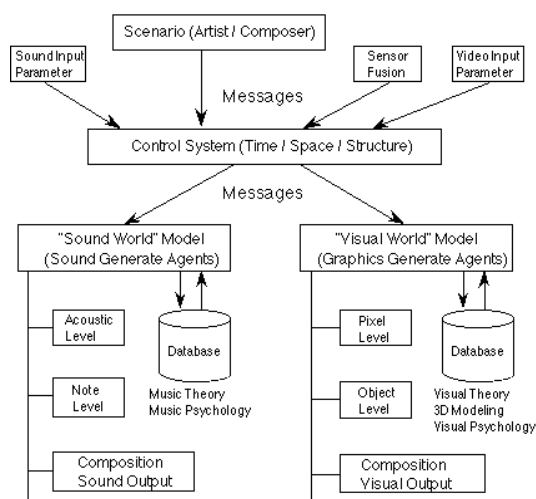 Scenario (Artist / Composer)
Sound Input
Parameter
Sensor
Fusion
Video Input
Parameter
Messages
Control System (Time / Space / Structure)
Messages
"Sound World" Model
(Sound Generate Agents)
"Visual World" Model
(Graphics Generate Agents)
Acoustic
Level
Database
Pixel
Level
Database
Note
Level
Music Theory
Music Psychology
Object
Level
Visual Theory
3D Modeling
Visual Psychology
Composition
Sound Output
Composition
Visual Output